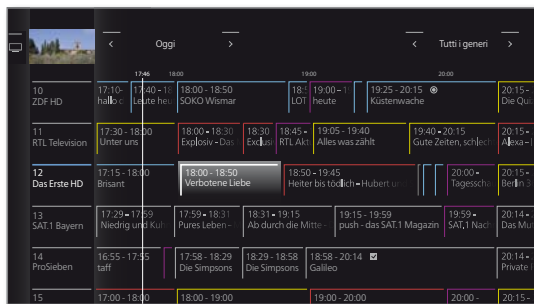 < Oggi > < Tutti i generi >
17:46 18:00 19:00 20:00
10 17:10- 17:40 - 18 18:00 - 18:50 18:5 19:00 - 1 19:25 - 20:15 20:15 -
ZDF HD hallo d Leute heu SOKO Wismar LOT heute Küstenwache Die Qui
11 17:30 - 18:00 18:00 - 18:30 18:30 18:45 - 19:05 - 19:40 19:40 - 20:15 20:15 -
RTL Television Unter uns Explosiv - Das Exclusi RTL Akt Alles was zählt Gute Zeiten, schlech Alexa – 
12 17:15 - 18:00 18:00 - 18:50 18:50 - 19:45 20:00 - 20:15 -
Das Erste HD Brisant Verbotene Liebe Heiter bis tödlich – Hubert un Tagesscha Berlin 3
13 17:29 - 17:59 17:59 - 18:31 18:31 - 19:15 19:15 - 19:59 19:59 - 20:14 -
SAT.1 Bayern Niedrig und Kuh Pures Leben – Ab durch die Mitte - push - das SAT.1 Magazin SAT,1 Nach Das Mu
14 16:55 - 17:55 17:58 - 18:29 18:29 - 18:58 18:58 - 20:14 20:14 -
ProSieben taff Die Simpsons Die Simpsons Galileo Private
15 17:00 - 18:00 18:00 - 19:00 19:00 - 20:00 20:00 - 20:15 -